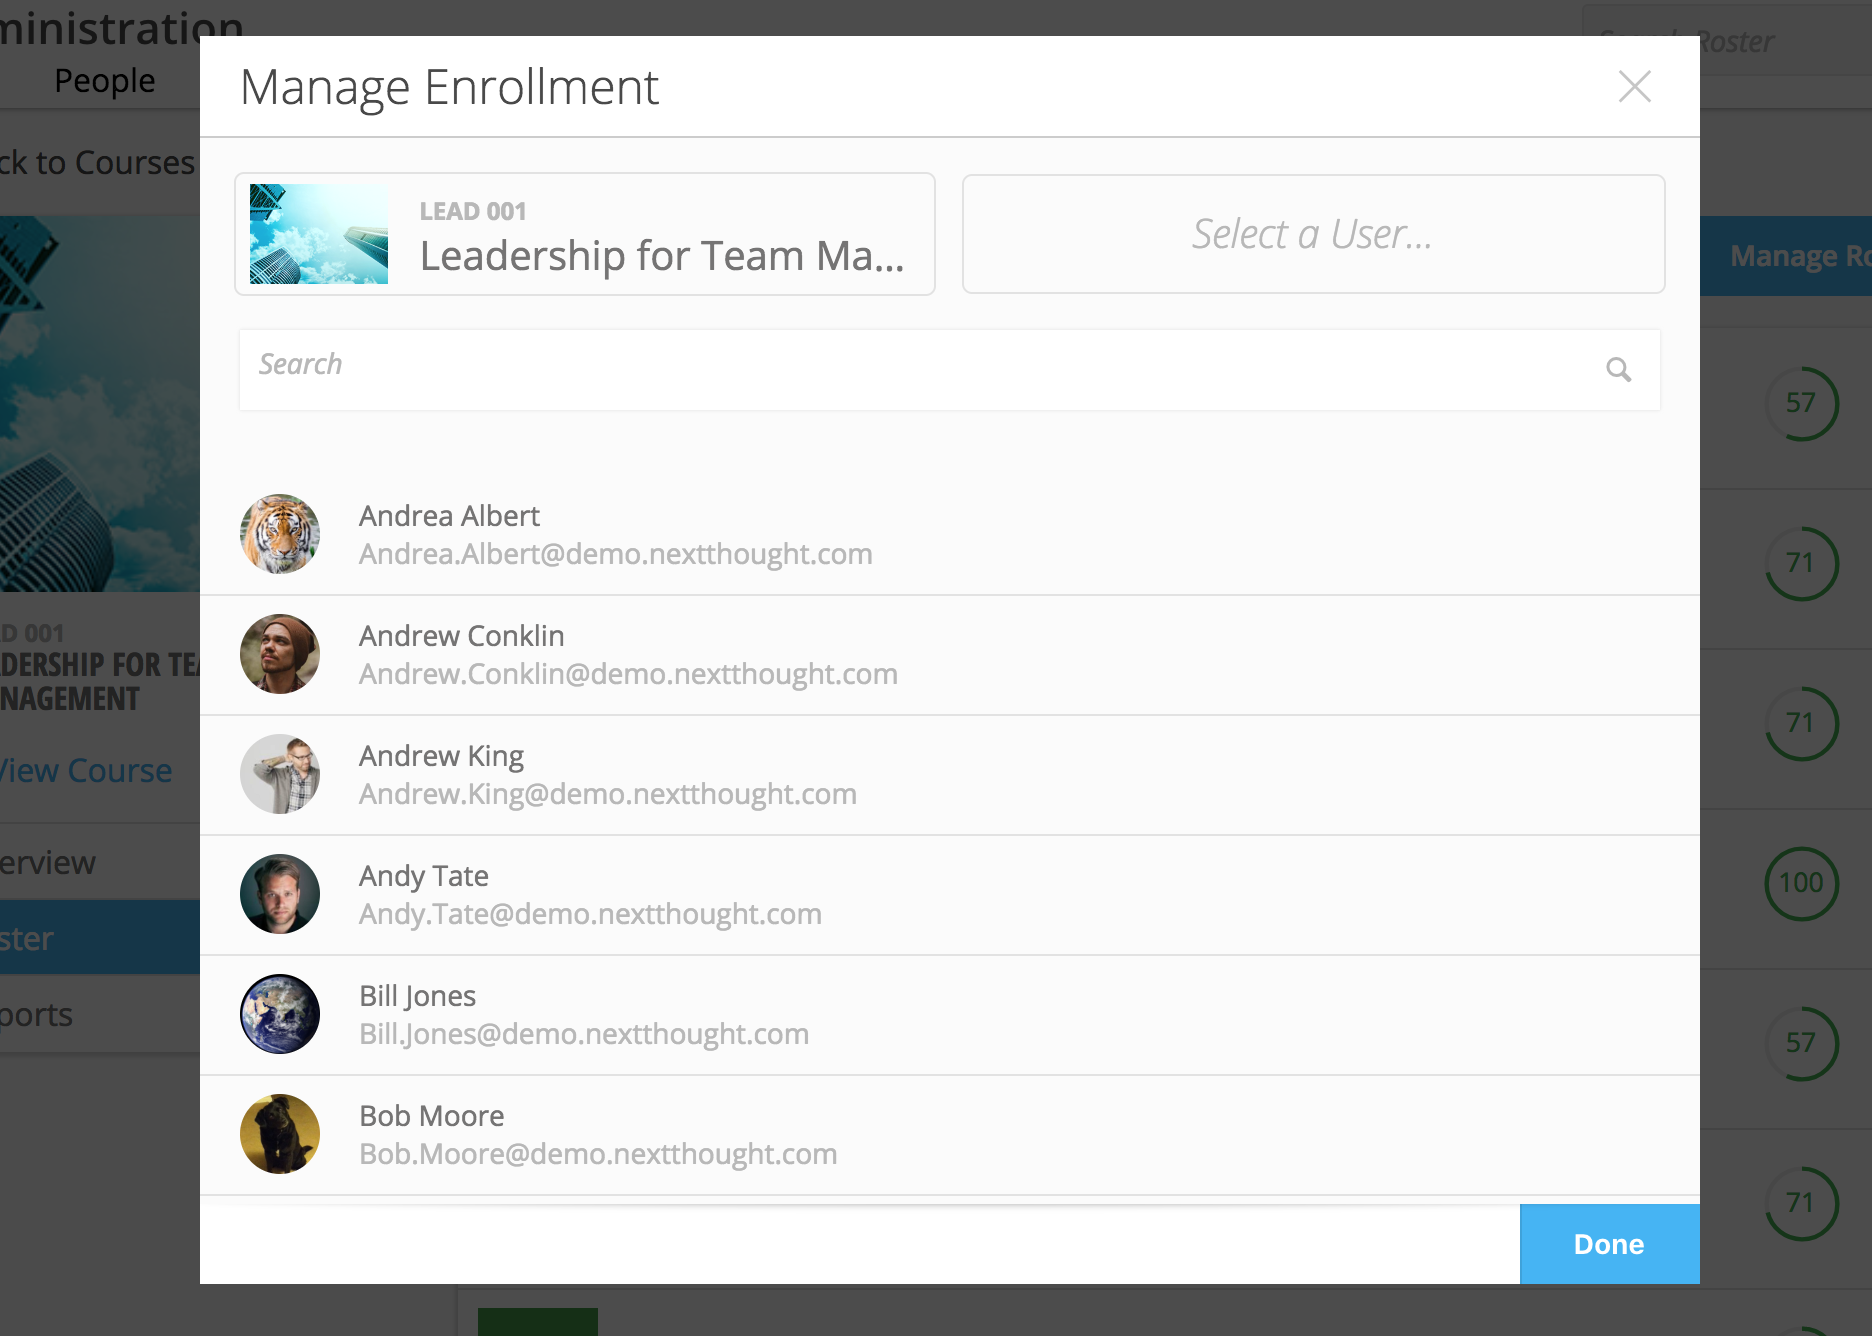 ministration
Search Roster
People
ck to Courses
Manage Enrollment
LEAD 001
Leadership for Team Ma...
Select a User...
Manage Ro
Search
57
Andrea Albert
Andrea.Albert@demo.nextthought.com
71
Andrew Conklin
Andrew.Conklin@demo.nextthought.com
D 001
DERSHIP FOR TEA
NAGEMENT
71
Andrew King
Andrew.King@demo.nextthought.com
View Course
erview
100
Andy Tate
Andy.Tate@demo.nextthought.com
ster
Bill Jones
Bill.Jones@demo.nextthought.com
ports
57
Bob Moore
Bob.Moore@demo.nextthought.com
71
Done